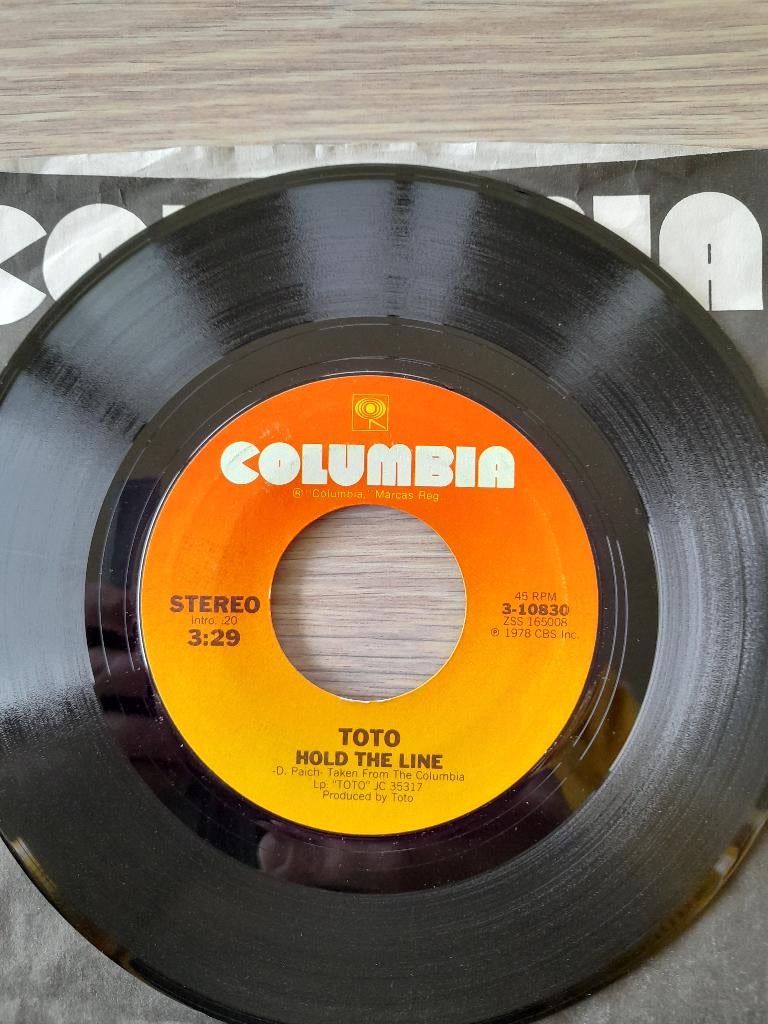 COLUMBIA
® "Columbia," Marcas Reg.
STEREO
Intro. :20
3:29
45 RPM
3-10830
ZSS 165008
℗ 1978 CBS Inc.
TOTO
HOLD THE LINE
-D. Paich- Taken From The Columbia
Lp: "TOTO" JC 35317
Produced by Toto